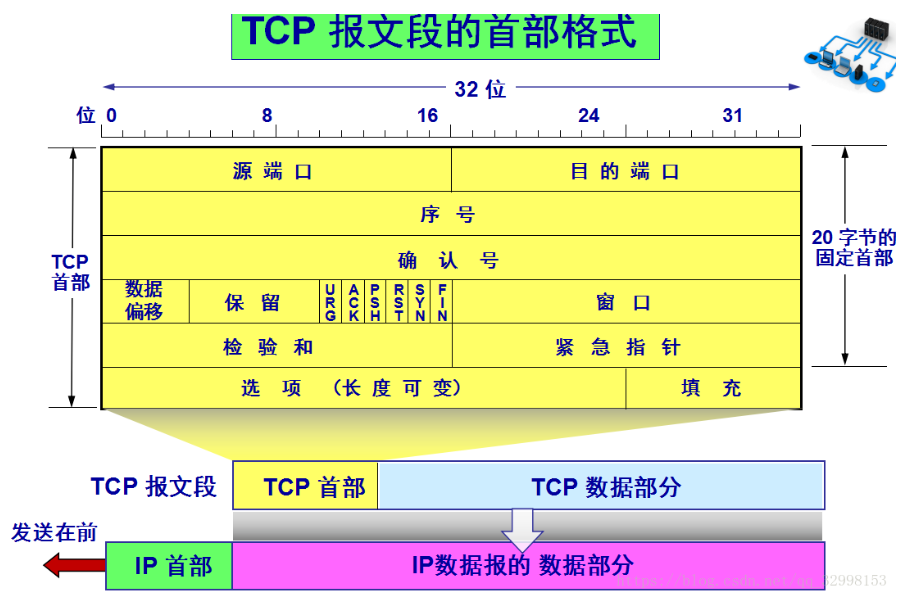 TCP 报文段的首部格式
32 位
位 0 8 16 24 31
源 端 口 目 的 端 口
序 号
TCP
首部
20 字节的
固定首部
确 认 号
数据
偏移
保 留
URG
ACK
PSH
RST
SYN
FIN
窗 口
检 验 和 紧 急 指 针
选 项 （长 度 可 变） 填 充
TCP 报文段 TCP 首部 TCP 数据部分
发送在前
IP 首部 IP数据报的 数据部分
https://blog.csdn.net/qq_32998153